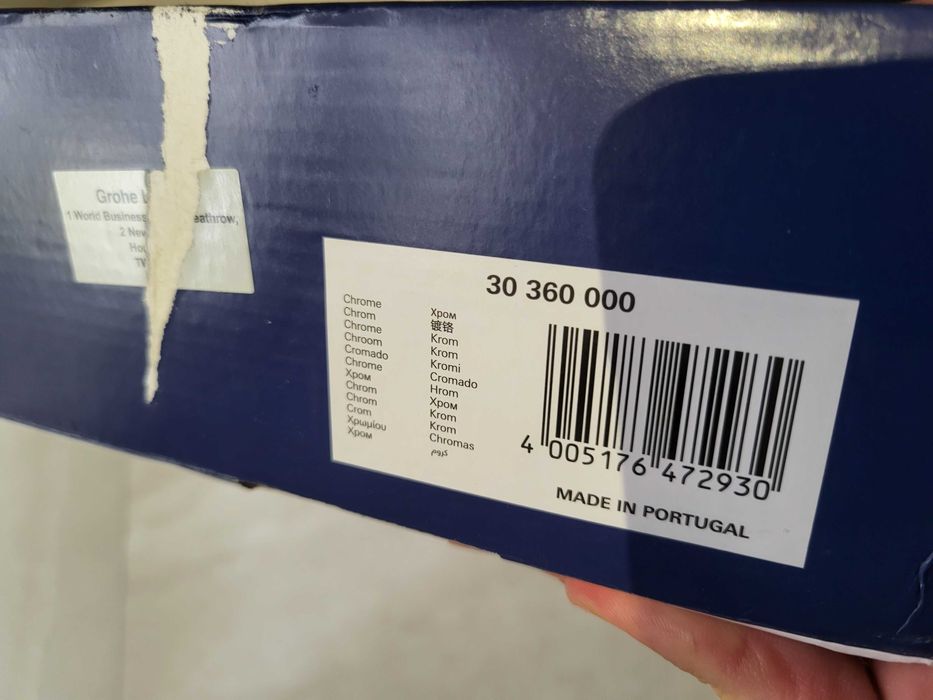 Grohe
1 World Business eathrow,
2 New
30 360 000
Chrome
Chrom
Chrome
Chroom
Cromado
Chrome
Хром
Chrom
Chrom
Crom
Χρωμίου
Хром
Хром
镀铬
Krom
Krom
Kromi
Cromado
Hrom
Хром
Krom
Krom
Chromas
كروم
4 005176 472930
MADE IN PORTUGAL